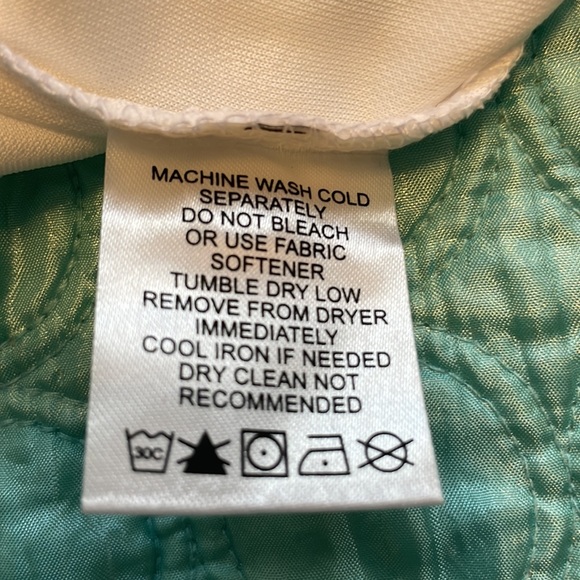 MACHINE WASH COLD
SEPARATELY
DO NOT BLEACH
OR USE FABRIC
SOFTENER
TUMBLE DRY LOW
REMOVE FROM DRYER
IMMEDIATELY
COOL IRON IF NEEDED
DRY CLEAN NOT
RECOMMENDED
30C